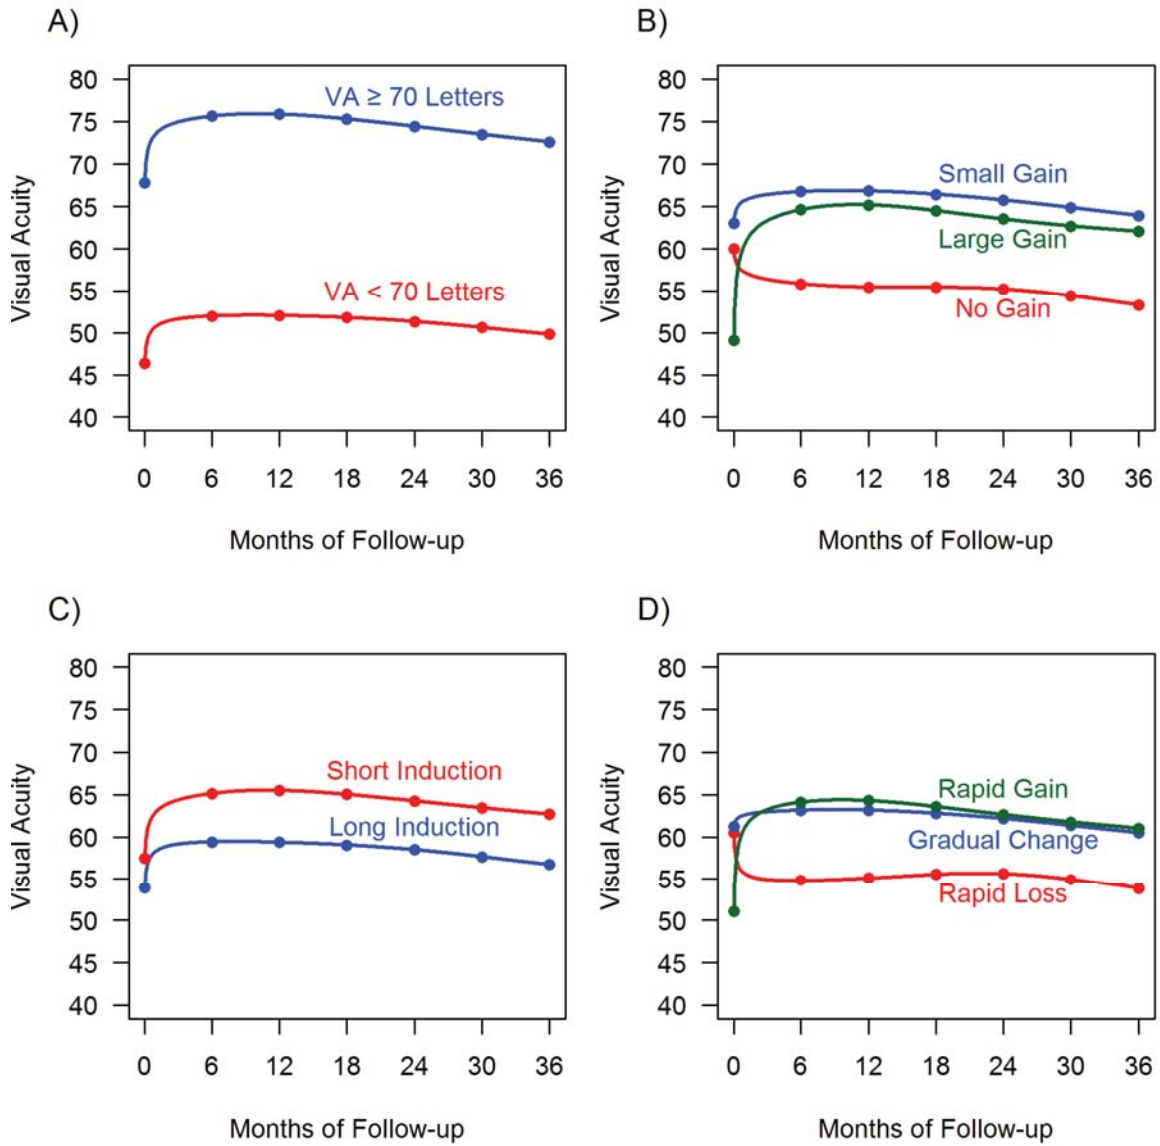 A)
80
75
70
65
60
55
50
45
40
Visual Acuity
VA ≥ 70 Letters
VA < 70 Letters
0 6 12 18 24 30 36
Months of Follow-up
B)
80
75
70
65
60
55
50
45
40
Visual Acuity
Small Gain
Large Gain
No Gain
0 6 12 18 24 30 36
Months of Follow-up
C)
80
75
70
65
60
55
50
45
40
Visual Acuity
Short Induction
Long Induction
0 6 12 18 24 30 36
Months of Follow-up
D)
80
75
70
65
60
55
50
45
40
Visual Acuity
Rapid Gain
Gradual Change
Rapid Loss
0 6 12 18 24 30 36
Months of Follow-up